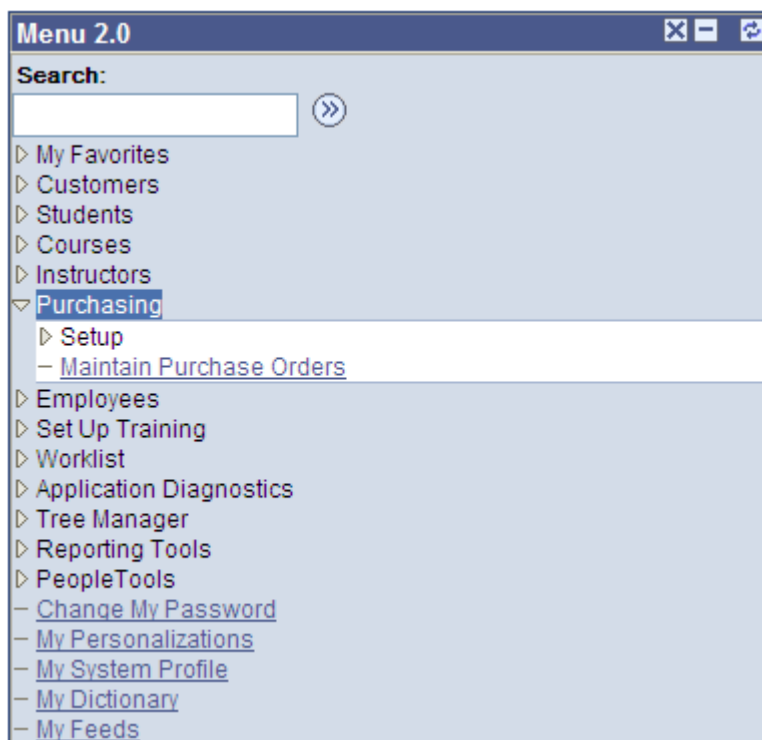 Menu 2.0
Search:
My Favorites
Customers
Students
Courses
Instructors
Purchasing
Setup
Maintain Purchase Orders
Employees
Set Up Training
Worklist
Application Diagnostics
Tree Manager
Reporting Tools
PeopleTools
Change My Password
My Personalizations
My System Profile
My Dictionary
My Feeds